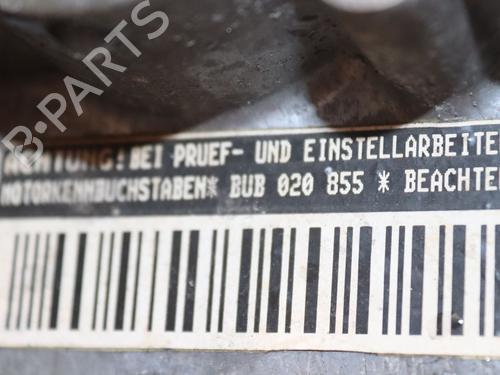 B-PARTS
ACHTUNG! BEI PRUEF- UND EINSTELLARBEITE
MOTORKENNBUCHSTABEN* BUB 020 855 * BEACHTE